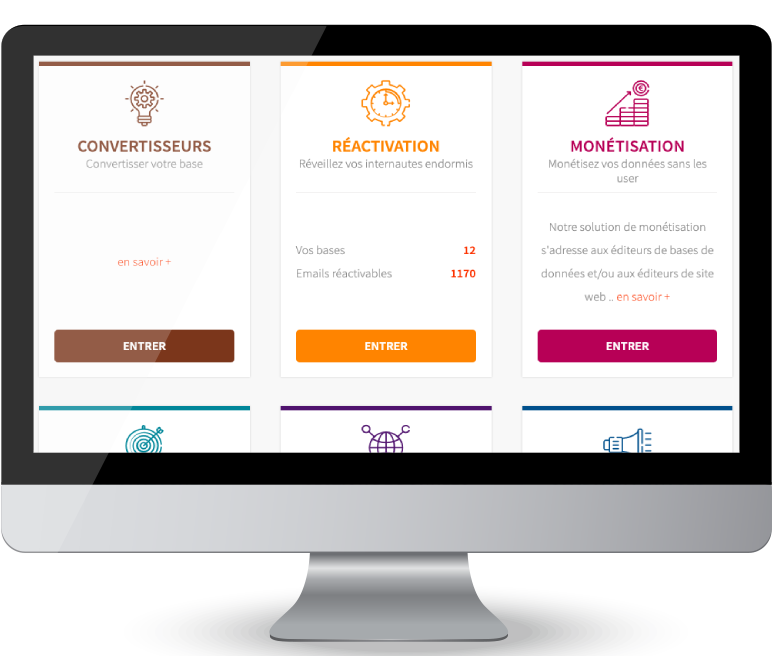 CONVERTISSEURS
Convertisser votre base
en savoir +
ENTRER
RÉACTIVATION
Réveillez vos internautes endormis
Vos bases 12
Emails réactivables 1170
ENTRER
MONÉTISATION
Monétisez vos données sans les
user
Notre solution de monétisation
s'adresse aux éditeurs de bases de
données et/ou aux éditeurs de site
web .. en savoir +
ENTRER